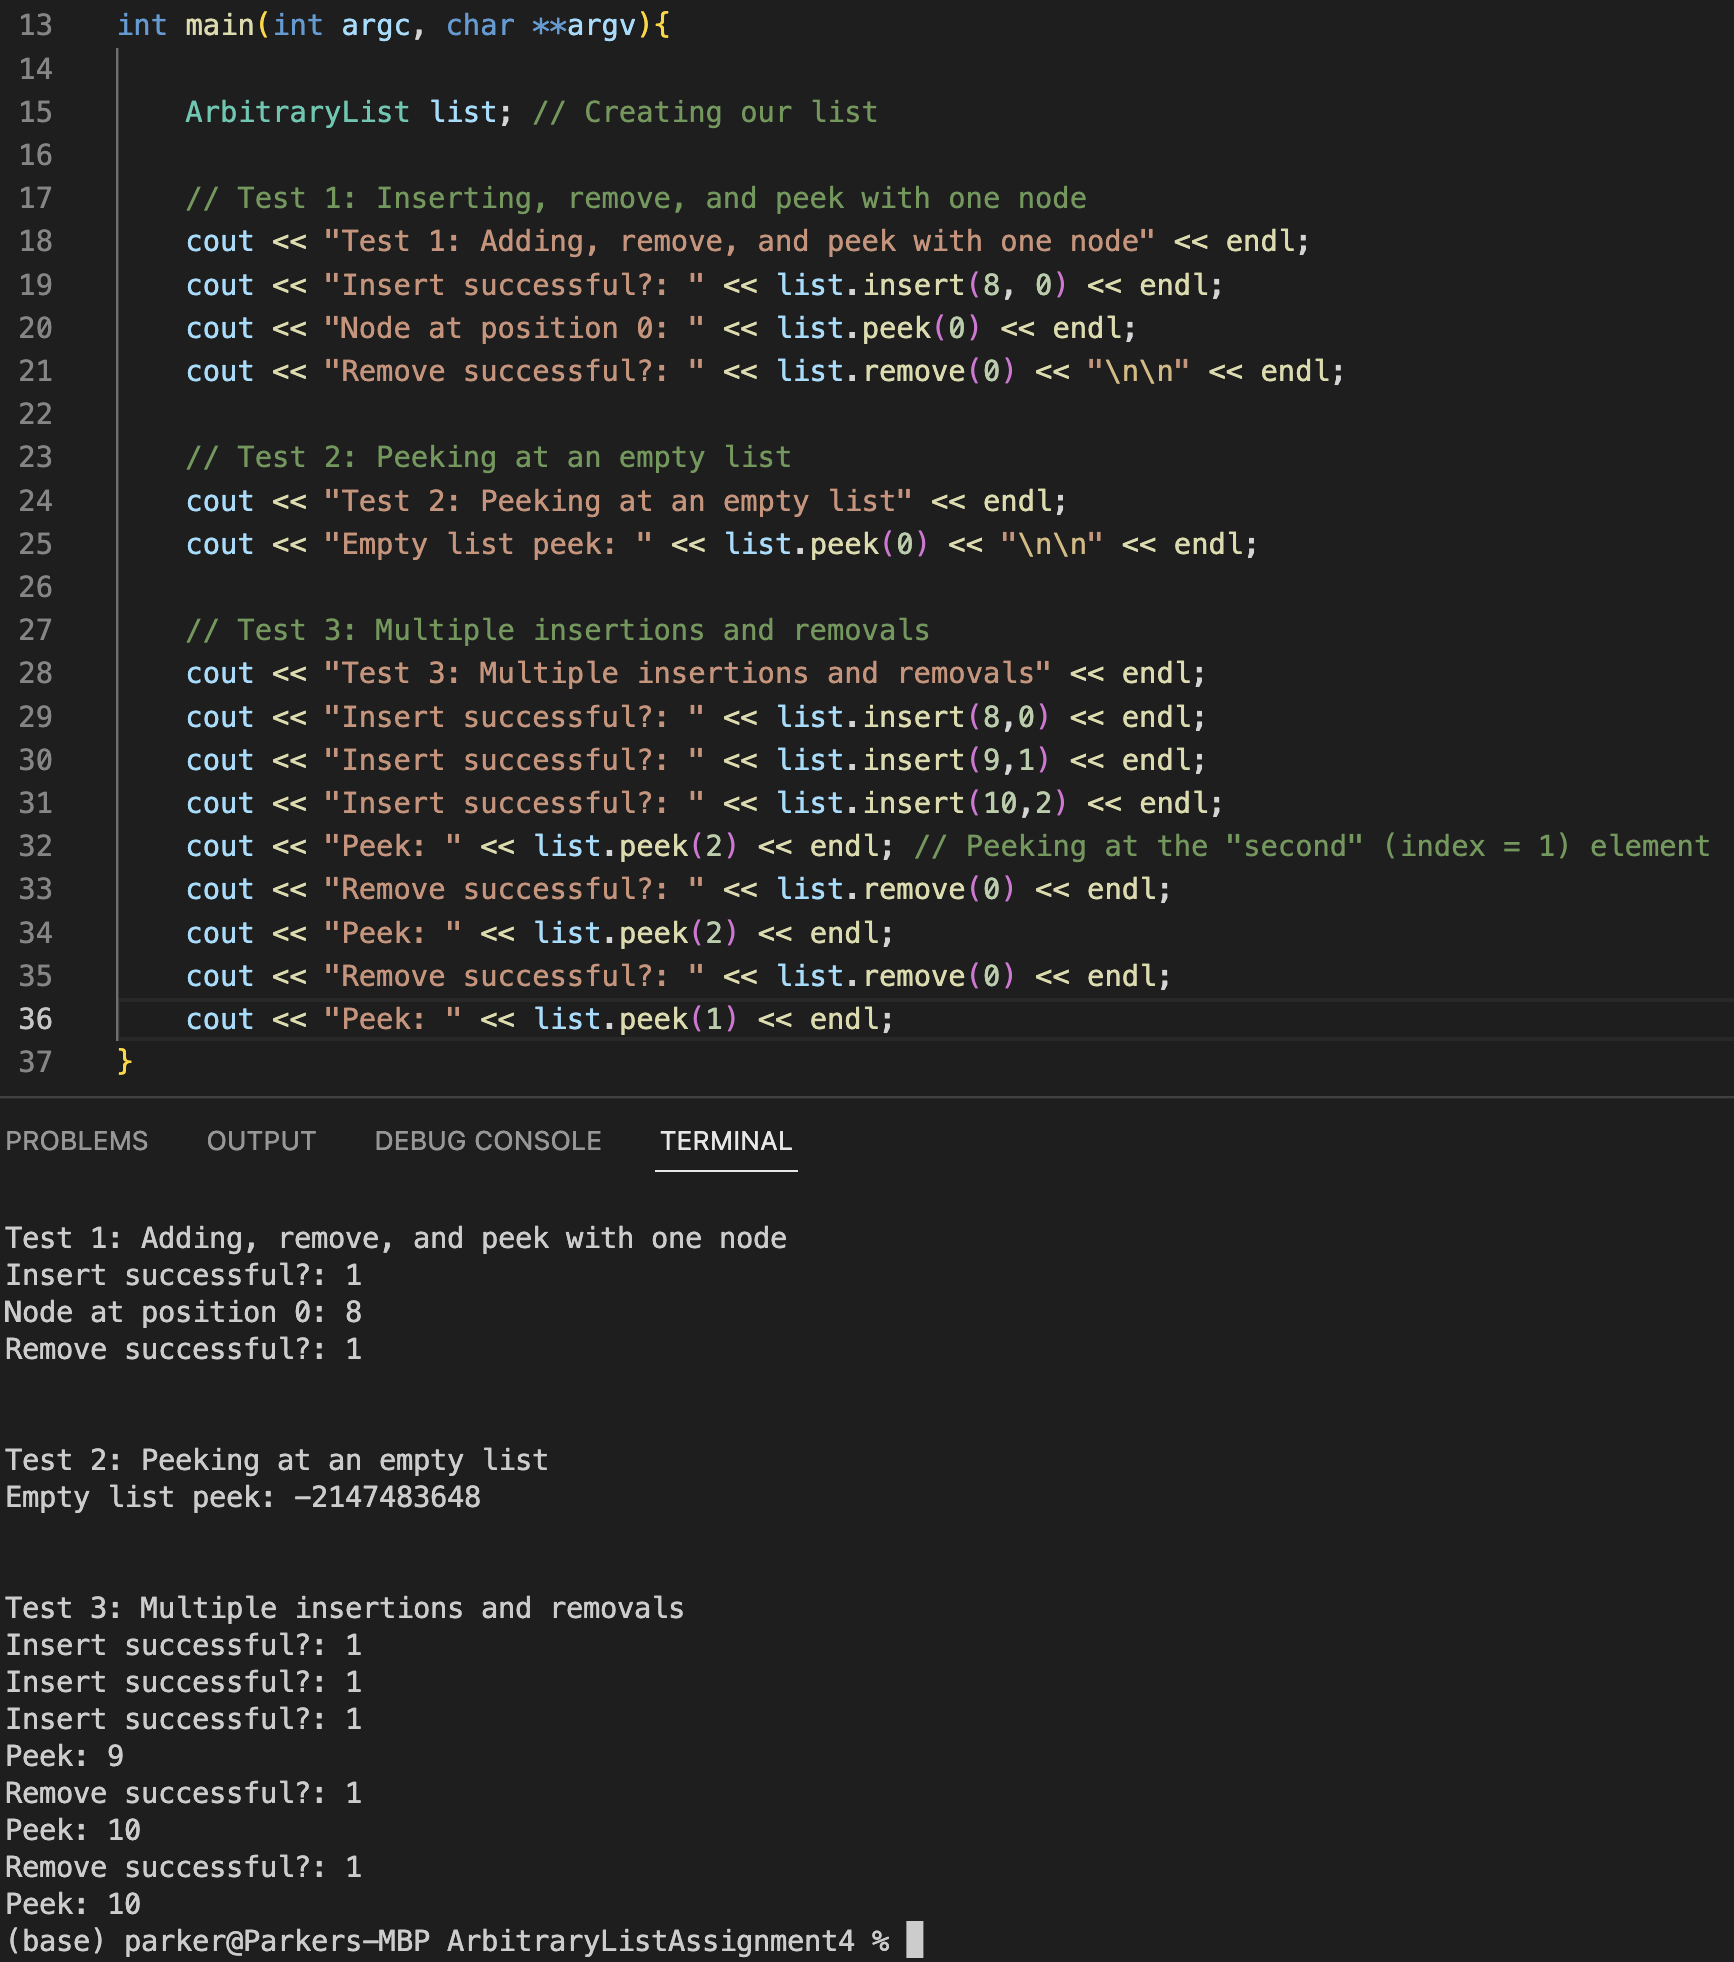 13 int main(int argc, char **argv){
14
15 ArbitraryList list; // Creating our list
16
17 // Test 1: Inserting, remove, and peek with one node
18 cout << "Test 1: Adding, remove, and peek with one node" << endl;
19 cout << "Insert successful?: " << list.insert(8, 0) << endl;
20 cout << "Node at position 0: " << list.peek(0) << endl;
21 cout << "Remove successful?: " << list.remove(0) << "\n\n" << endl;
22
23 // Test 2: Peeking at an empty list
24 cout << "Test 2: Peeking at an empty list" << endl;
25 cout << "Empty list peek: " << list.peek(0) << "\n\n" << endl;
26
27 // Test 3: Multiple insertions and removals
28 cout << "Test 3: Multiple insertions and removals" << endl;
29 cout << "Insert successful?: " << list.insert(8,0) << endl;
30 cout << "Insert successful?: " << list.insert(9,1) << endl;
31 cout << "Insert successful?: " << list.insert(10,2) << endl;
32 cout << "Peek: " << list.peek(2) << endl; // Peeking at the "second" (index = 1) element
33 cout << "Remove successful?: " << list.remove(0) << endl;
34 cout << "Peek: " << list.peek(2) << endl;
35 cout << "Remove successful?: " << list.remove(0) << endl;
36 cout << "Peek: " << list.peek(1) << endl;
37 }
PROBLEMS OUTPUT DEBUG CONSOLE TERMINAL
Test 1: Adding, remove, and peek with one node
Insert successful?: 1
Node at position 0: 8
Remove successful?: 1
Test 2: Peeking at an empty list
Empty list peek: -2147483648
Test 3: Multiple insertions and removals
Insert successful?: 1
Insert successful?: 1
Insert successful?: 1
Peek: 9
Remove successful?: 1
Peek: 10
Remove successful?: 1
Peek: 10
(base) parker@Parkers-MBP ArbitraryListAssignment4 %